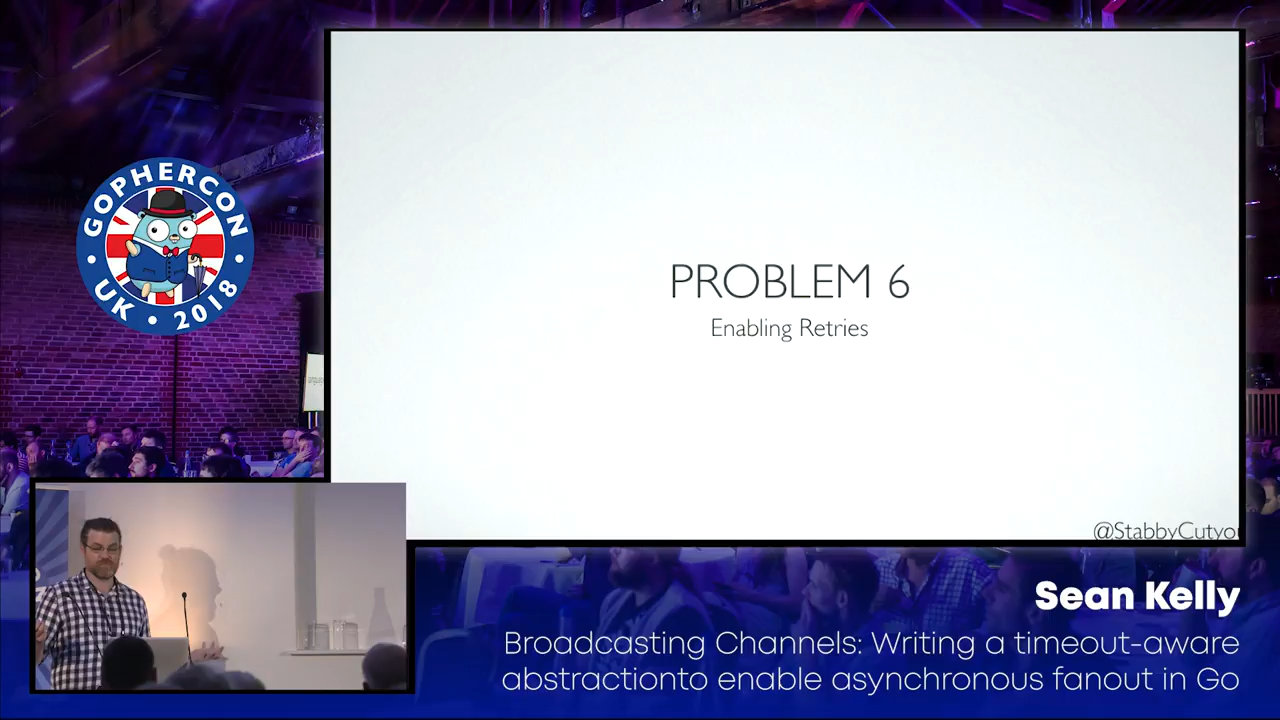 GOPHERCON
UK • 2018
PROBLEM 6
Enabling Retries
@StabbyCutyo
Sean Kelly
Broadcasting Channels: Writing a timeout-aware
abstractionto enable asynchronous fanout in Go